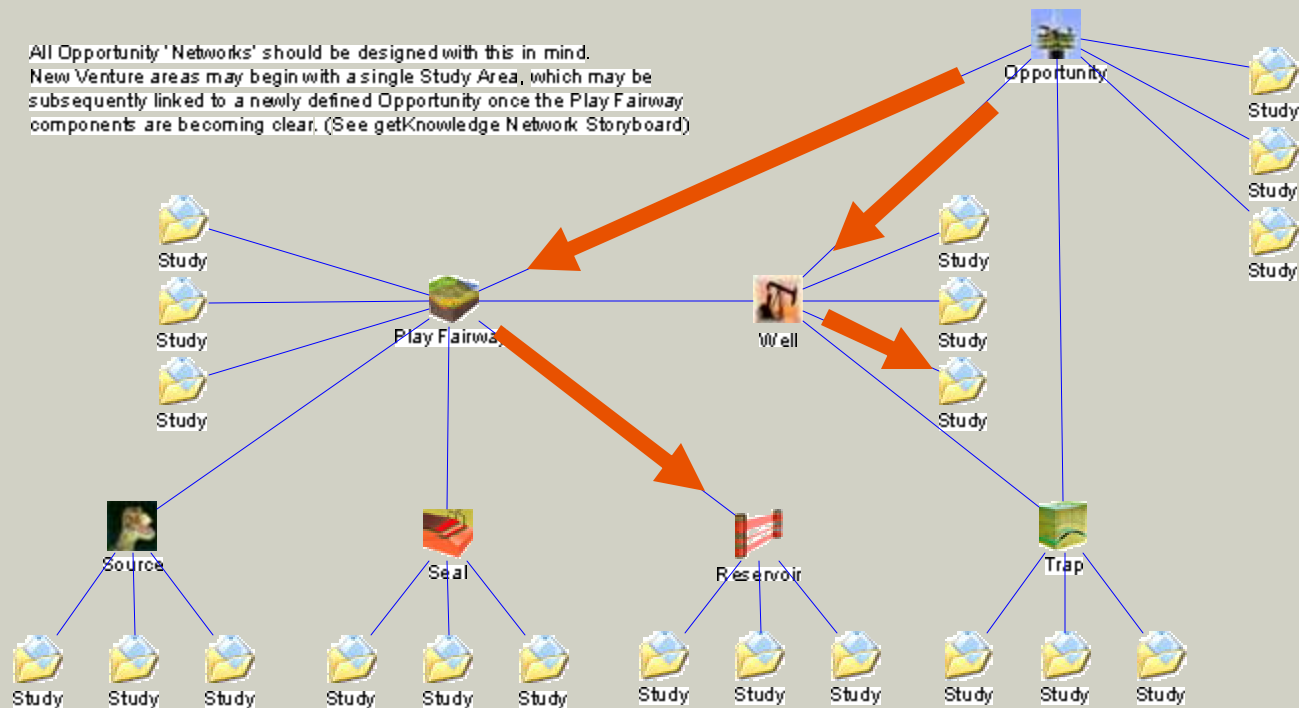 All Opportunity 'Networks' should be designed with this in mind.
New Venture areas may begin with a single Study Area, which may be
subsequently linked to a newly defined Opportunity once the Play Fairway
components are becoming clear. (See getKnowledge Network Storyboard)
Opportunity
Study
Study
Study
Study
Study
Study
Play Fairway
Well
Study
Study
Study
Source
Seal
Reservoir
Trap
Study
Study
Study
Study
Study
Study
Study
Study
Study
Study
Study
Study